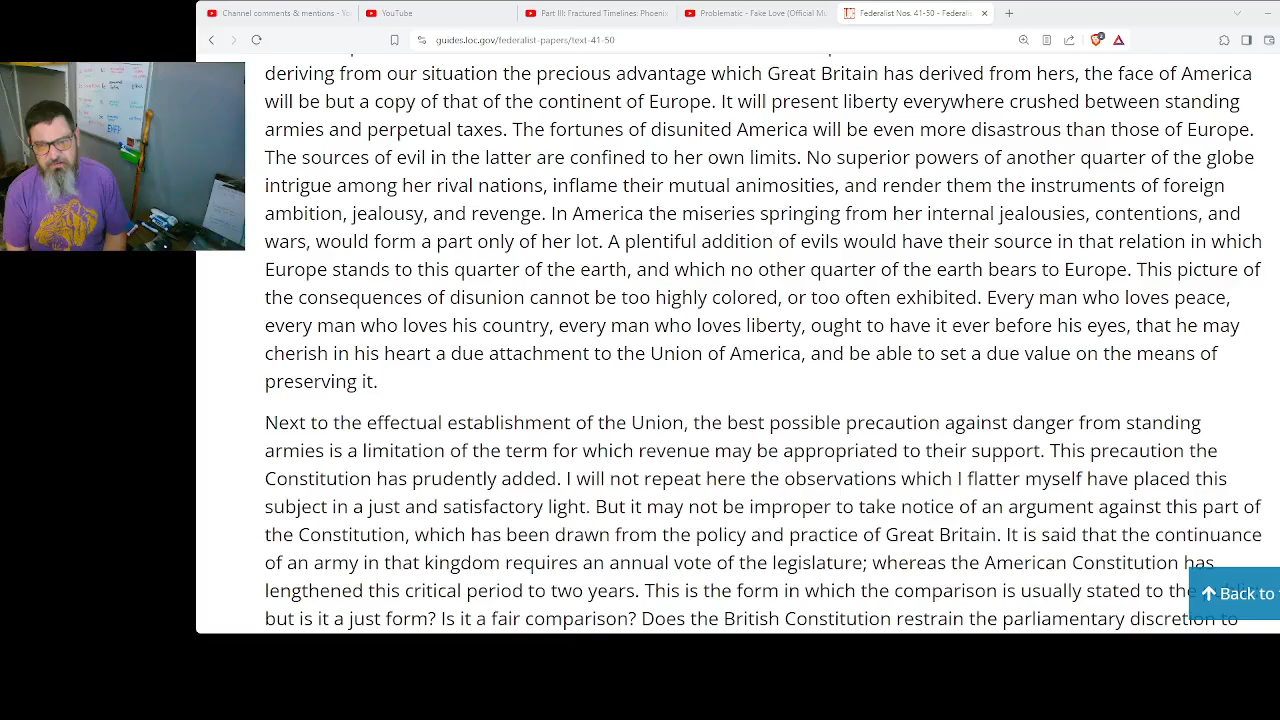 Channel comments & mentions - Yo
YouTube
Part III: Fractured Timelines: Phoenix
Problematic - Fake Love (Official Mu
Federalist Nos. 41-50 - Federalis
guides.loc.gov/federalist-papers/text-41-50
deriving from our situation the precious advantage which Great Britain has derived from hers, the face of America
will be but a copy of that of the continent of Europe. It will present liberty everywhere crushed between standing
armies and perpetual taxes. The fortunes of disunited America will be even more disastrous than those of Europe.
The sources of evil in the latter are confined to her own limits. No superior powers of another quarter of the globe
intrigue among her rival nations, inflame their mutual animosities, and render them the instruments of foreign
ambition, jealousy, and revenge. In America the miseries springing from her internal jealousies, contentions, and
wars, would form a part only of her lot. A plentiful addition of evils would have their source in that relation in which
Europe stands to this quarter of the earth, and which no other quarter of the earth bears to Europe. This picture of
the consequences of disunion cannot be too highly colored, or too often exhibited. Every man who loves peace,
every man who loves his country, every man who loves liberty, ought to have it ever before his eyes, that he may
cherish in his heart a due attachment to the Union of America, and be able to set a due value on the means of
preserving it.
Next to the effectual establishment of the Union, the best possible precaution against danger from standing
armies is a limitation of the term for which revenue may be appropriated to their support. This precaution the
Constitution has prudently added. I will not repeat here the observations which I flatter myself have placed this
subject in a just and satisfactory light. But it may not be improper to take notice of an argument against this part of
the Constitution, which has been drawn from the policy and practice of Great Britain. It is said that the continuance
of an army in that kingdom requires an annual vote of the legislature; whereas the American Constitution has
lengthened this critical period to two years. This is the form in which the comparison is usually stated to the
Back to
but is it a just form? Is it a fair comparison? Does the British Constitution restrain the parliamentary discretion to